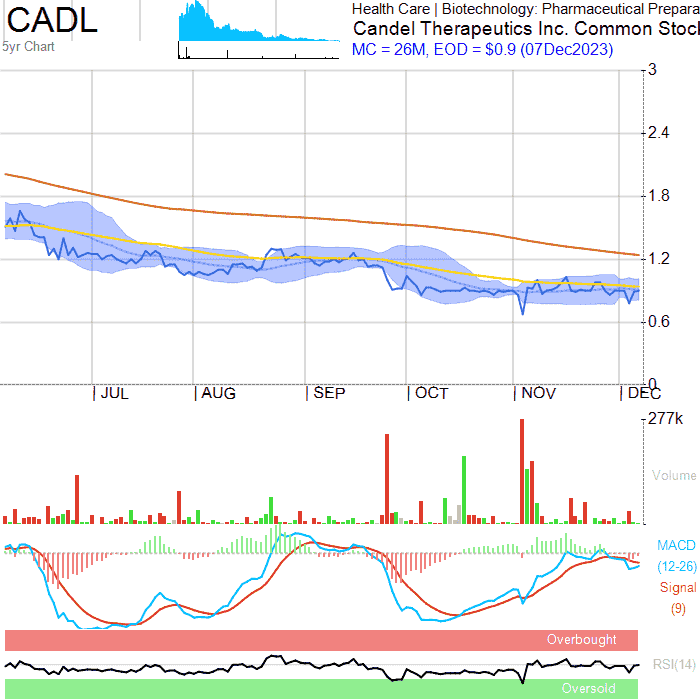 CADL
5yr Chart
Health Care | Biotechnology: Pharmaceutical Prepara
Candel Therapeutics Inc. Common Stoc
MC = 26M, EOD = $0.9 (07Dec2023)
3
2.4
1.8
1.2
0.6
0
JUL AUG SEP OCT NOV DEC
277k
Volume
MACD
(12-26)
Signal
(9)
Overbought
RSI(14)
Oversold